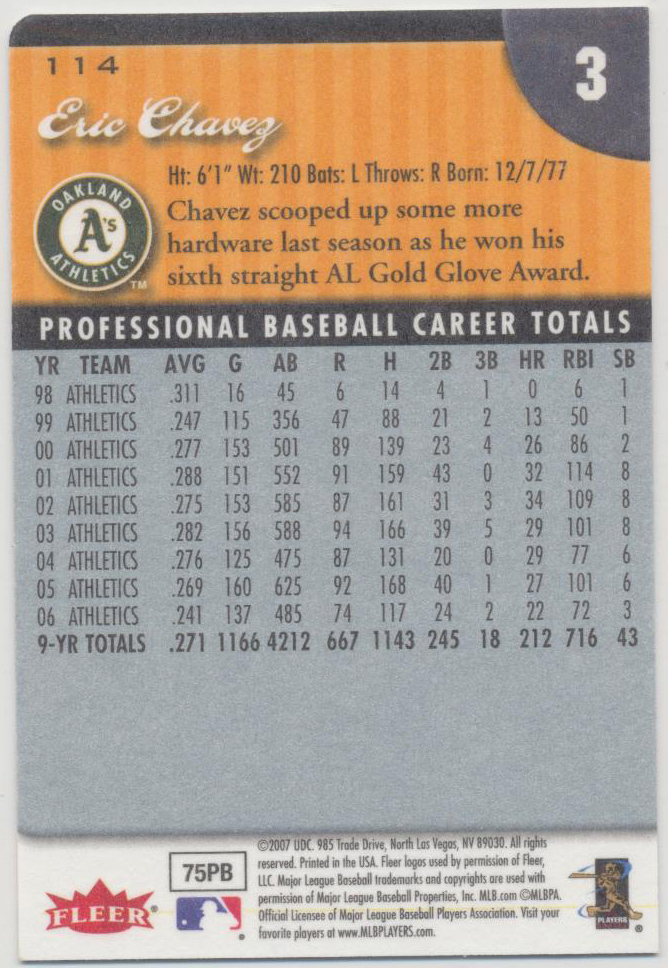 114
3
Eric Chavez
Ht: 6'1" Wt: 210 Bats: L Throws: R Born: 12/7/77
OAKLAND A's ATHLETICS TM
Chavez scooped up some more
hardware last season as he won his
sixth straight AL Gold Glove Award.
PROFESSIONAL BASEBALL CAREER TOTALS
YR TEAM AVG G AB R H 2B 3B HR RBI SB
98 ATHLETICS .311 16 45 6 14 4 1 0 6 1
99 ATHLETICS .247 115 356 47 88 21 2 13 50 1
00 ATHLETICS .277 153 501 89 139 23 4 26 86 2
01 ATHLETICS .288 151 552 91 159 43 0 32 114 8
02 ATHLETICS .275 153 585 87 161 31 3 34 109 8
03 ATHLETICS .282 156 588 94 166 39 5 29 101 8
04 ATHLETICS .276 125 475 87 131 20 0 29 77 6
05 ATHLETICS .269 160 625 92 168 40 1 27 101 6
06 ATHLETICS .241 137 485 74 117 24 2 22 72 3
9-YR TOTALS .271 1166 4212 667 1143 245 18 212 716 43
FLEER
75PB
©2007 UDC. 985 Trade Drive, North Las Vegas, NV 89030. All rights
reserved. Printed in the USA. Fleer logos used by permission of Fleer,
LLC. Major League Baseball trademarks and copyrights are used with
permission of Major League Baseball Properties, Inc. MLB.com ©MLBPA.
Official Licensee of Major League Baseball Players Association. Visit your
favorite players at www.MLBPLAYERS.com.
PLAYERS